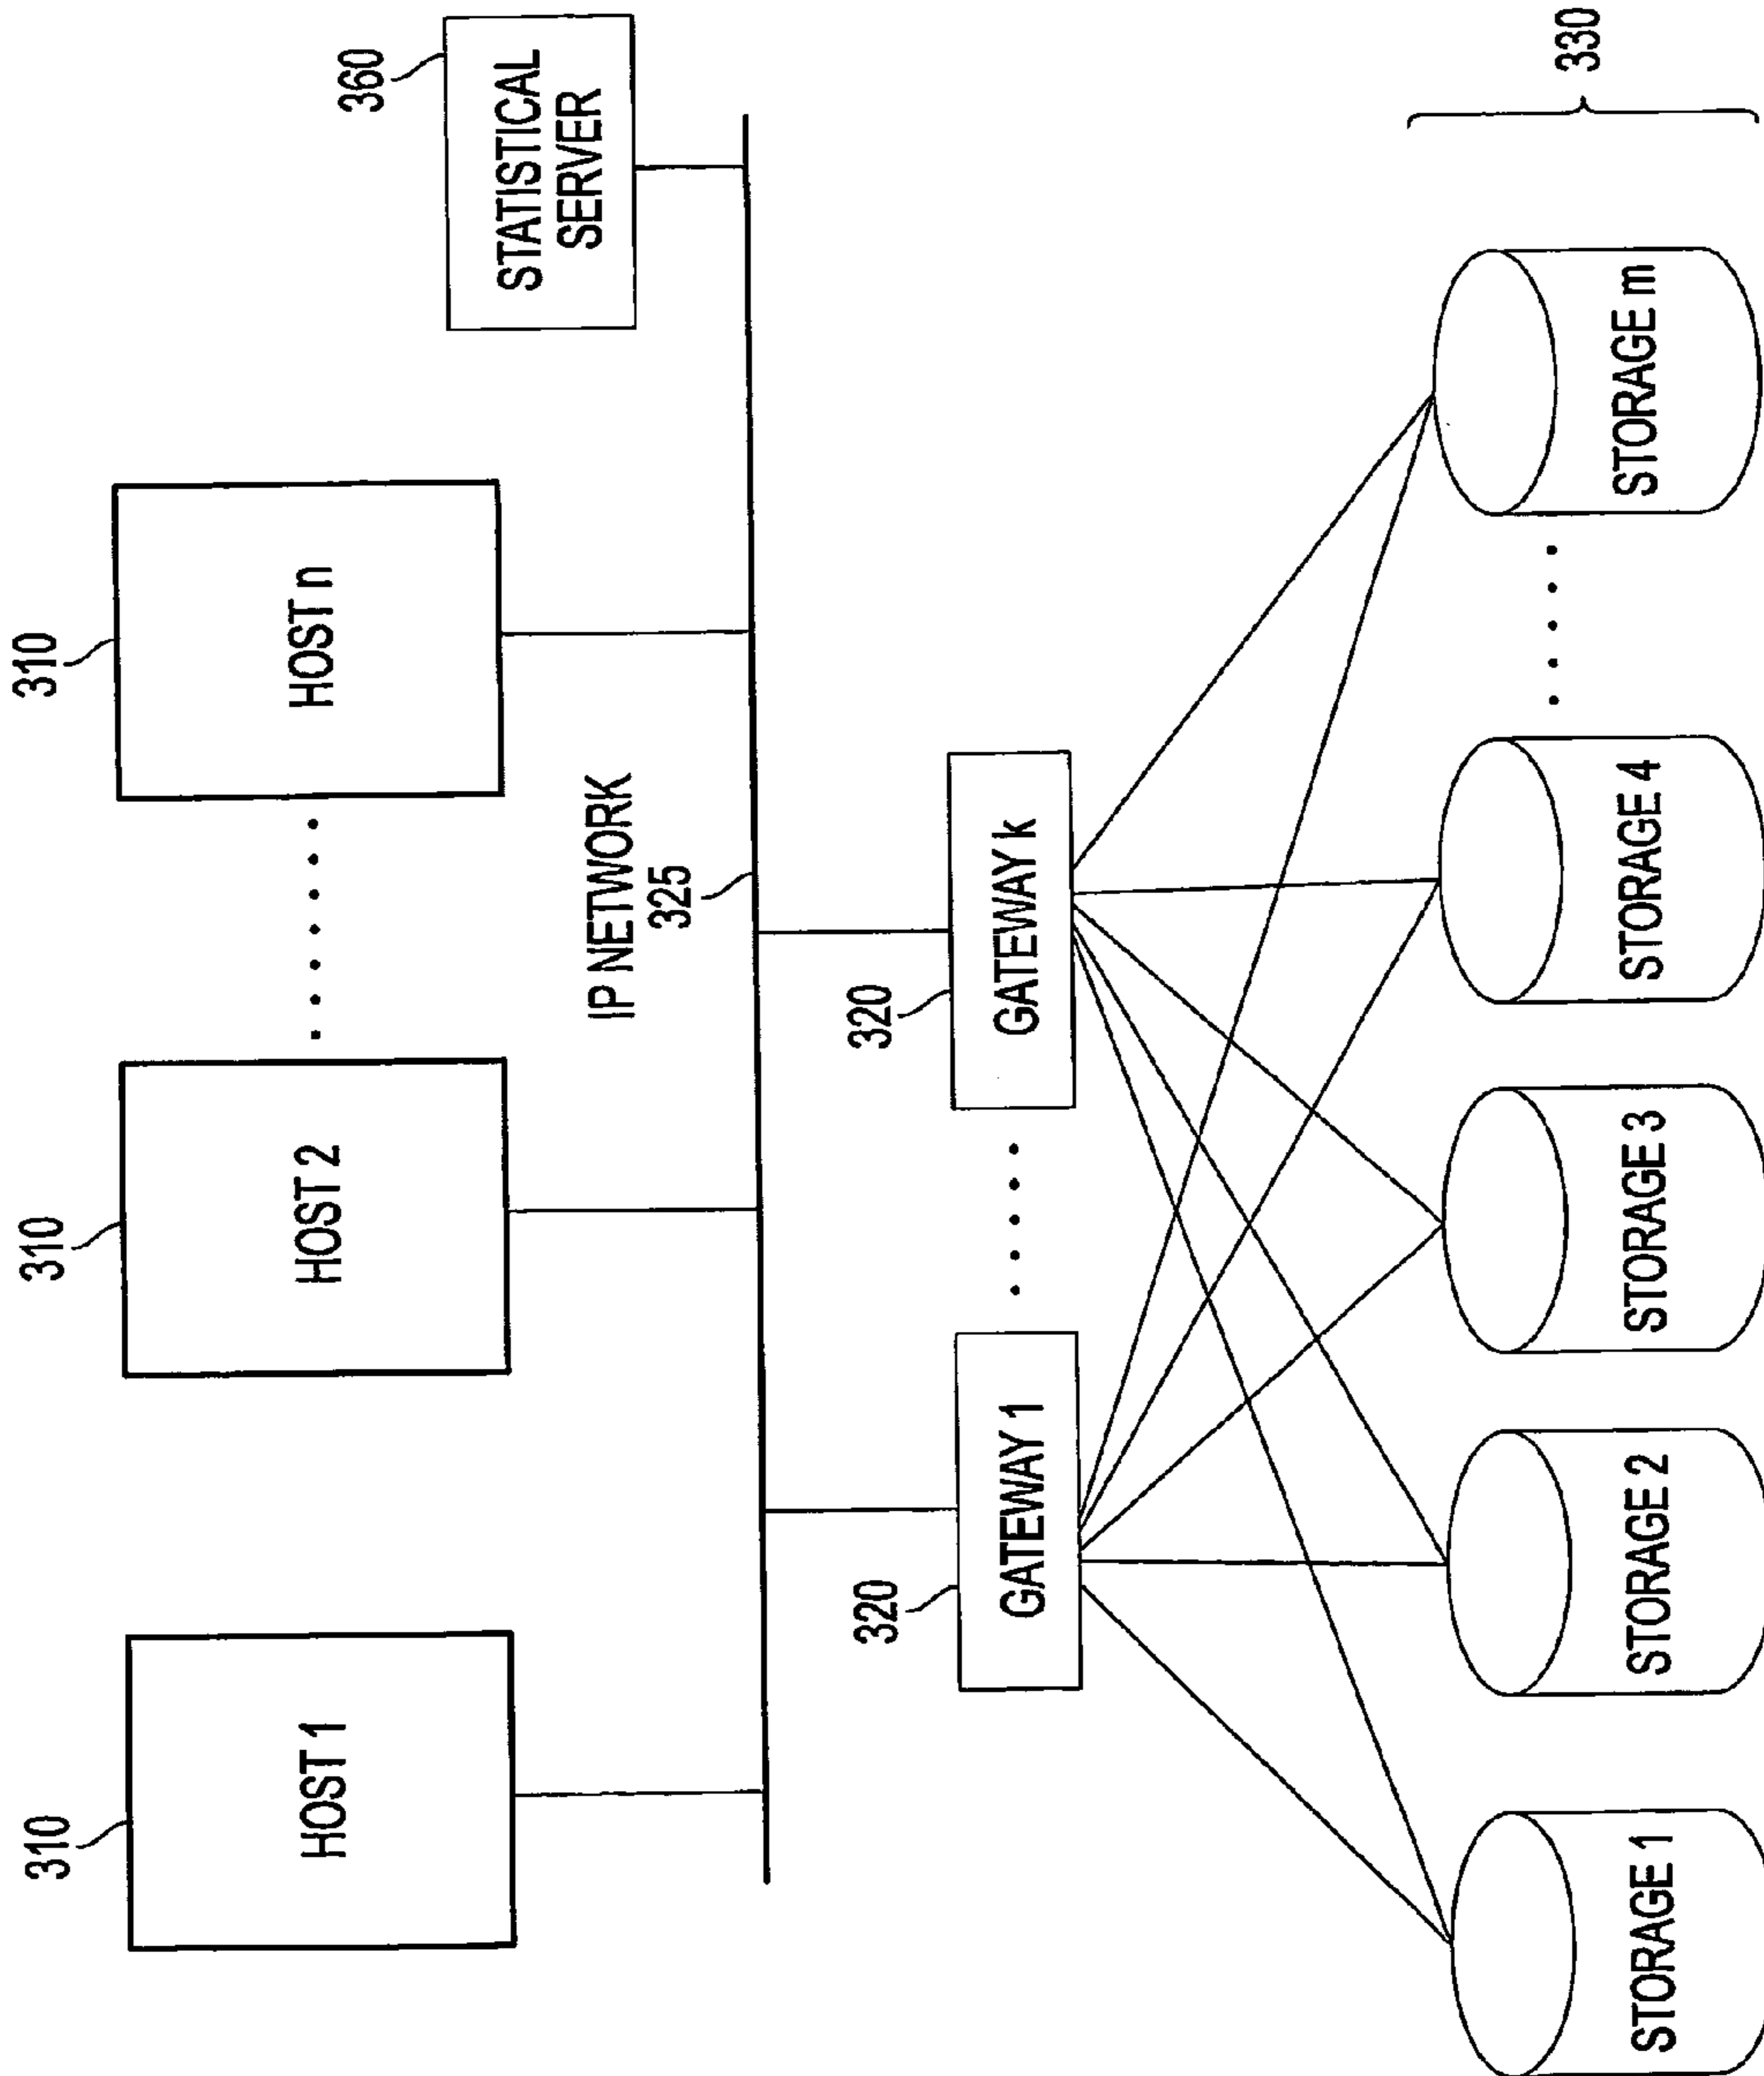 310
HOST 1
310
HOST 2
310
HOST n
360
STATISTICAL
SERVER
IP NETWORK
325
320
GATEWAY 1
320
GATEWAY k
STORAGE 1
STORAGE 2
STORAGE 3
STORAGE 4
STORAGE m
330